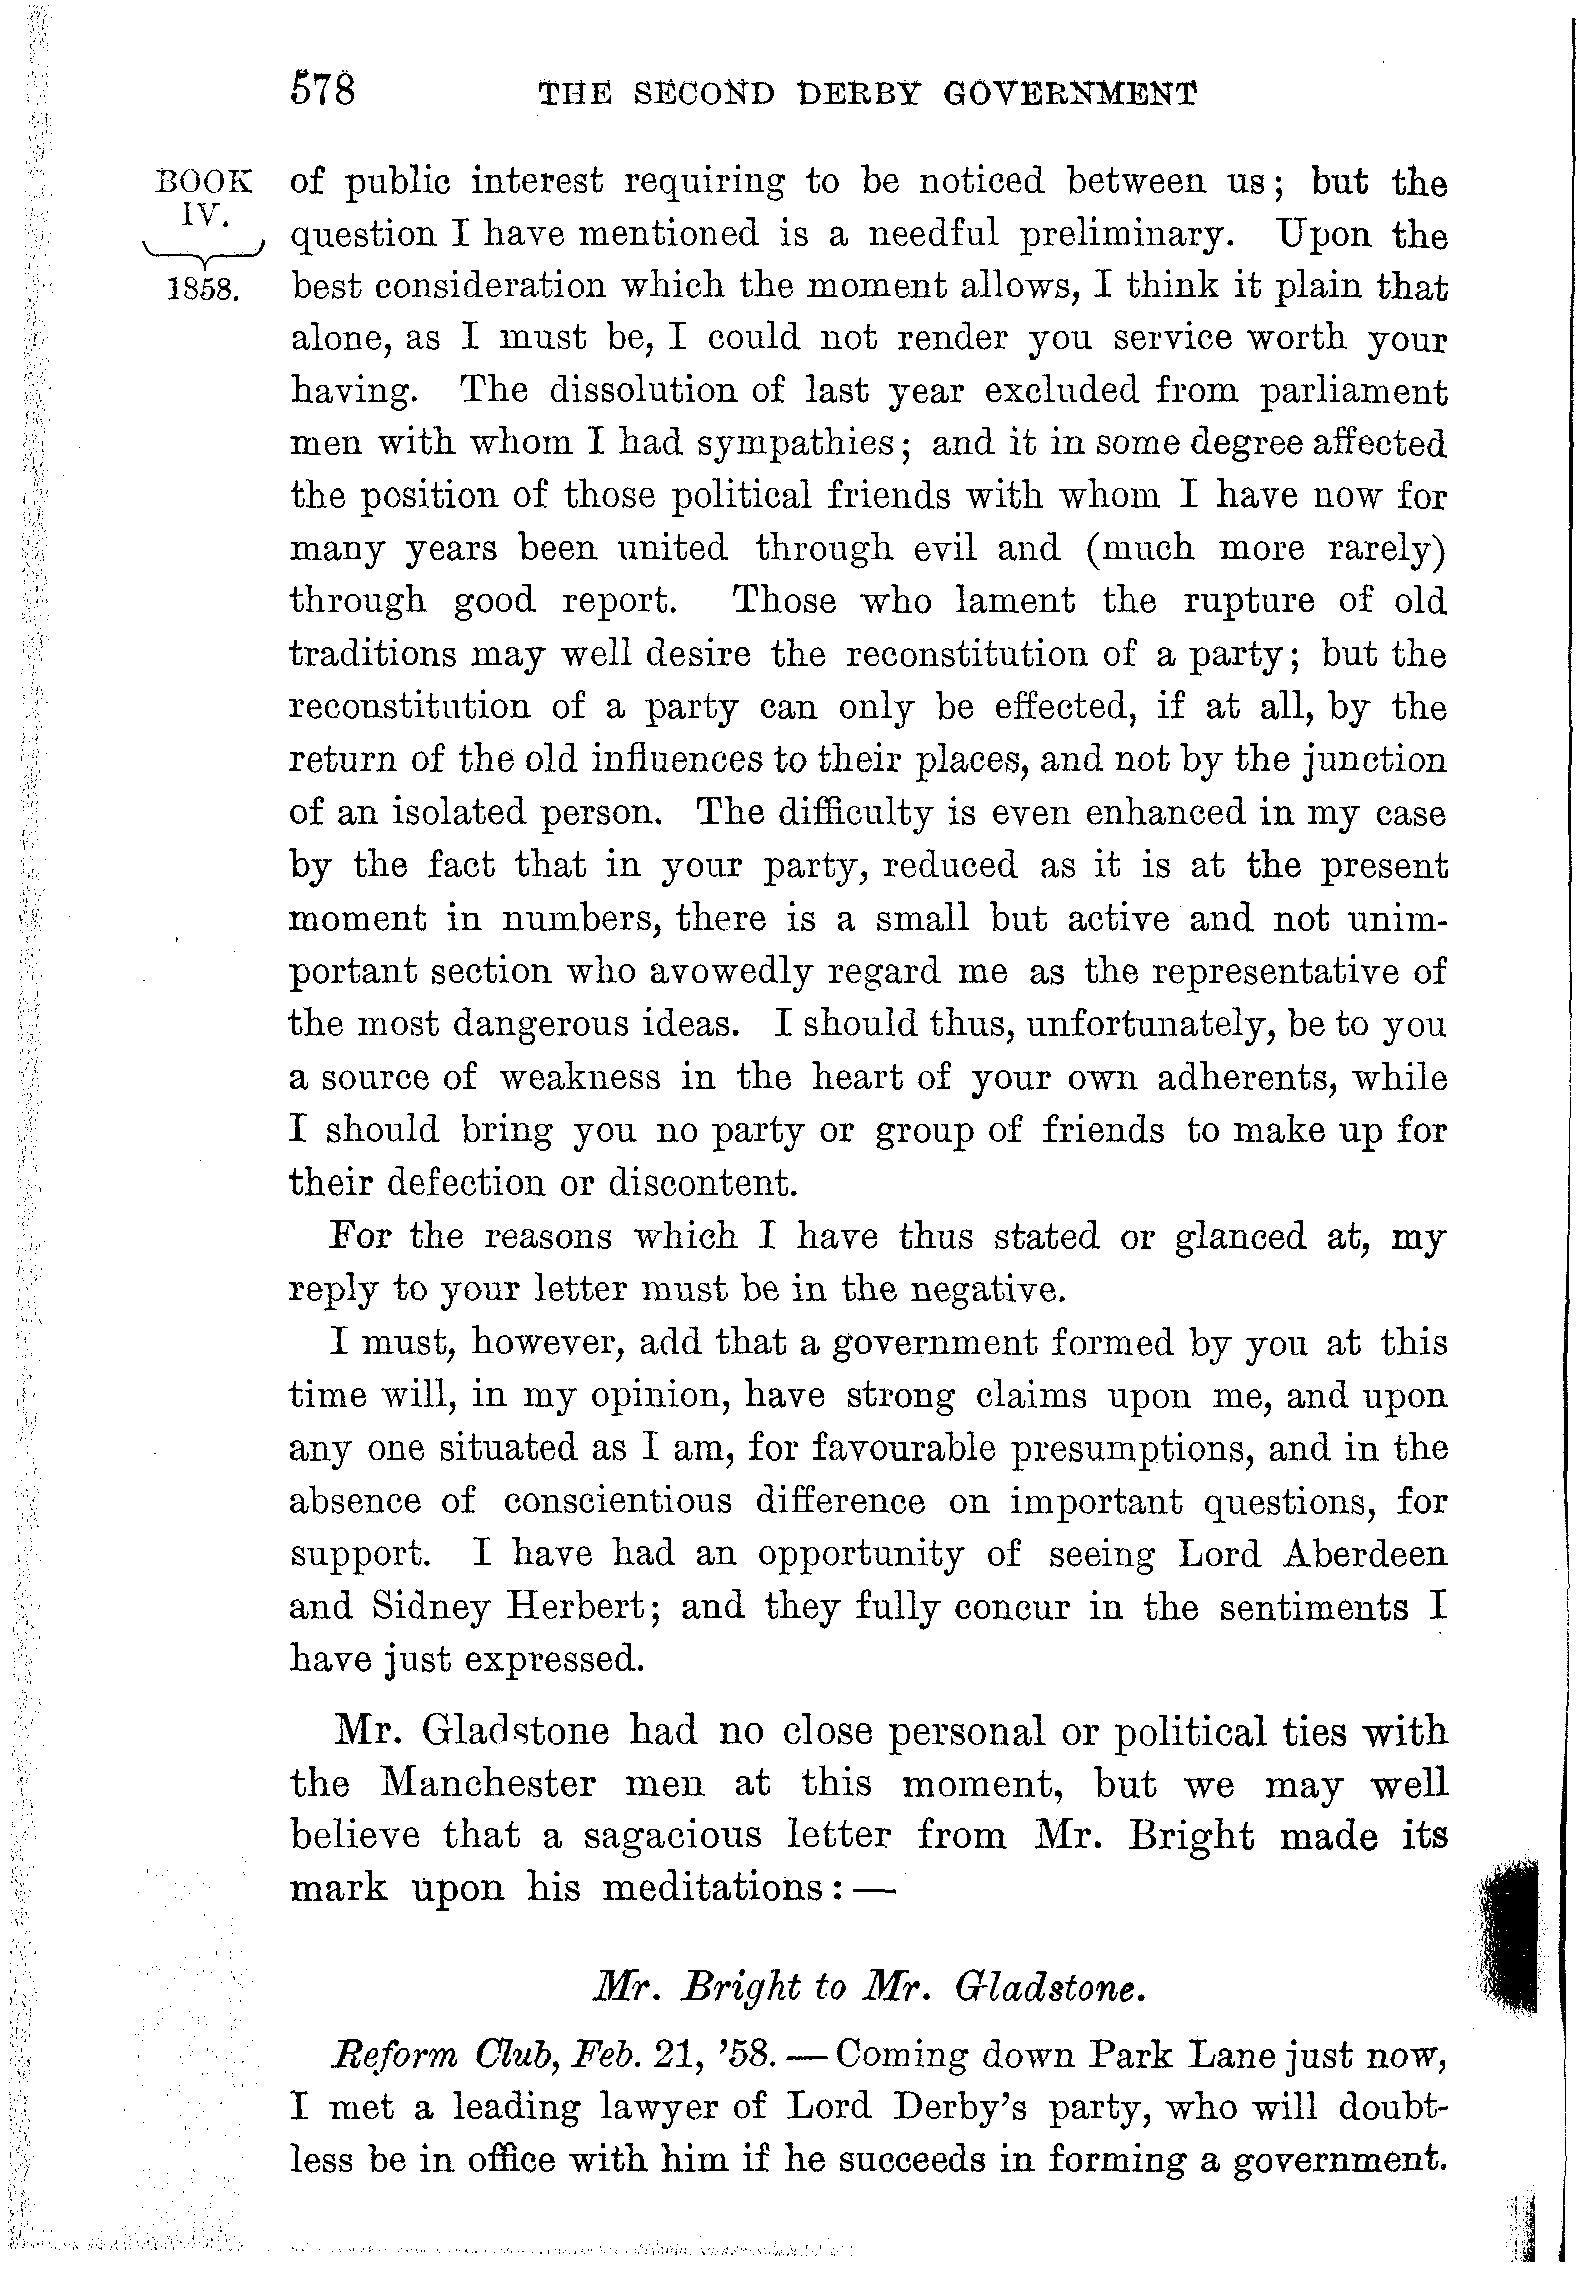 578 THE SECOND DERBY GOVERNMENT
BOOK
IV.
1858.
of public interest requiring to be noticed between us; but the
question I have mentioned is a needful preliminary. Upon the
best consideration which the moment allows, I think it plain that
alone, as I must be, I could not render you service worth your
having. The dissolution of last year excluded from parliament
men with whom I had sympathies; and it in some degree affected
the position of those political friends with whom I have now for
many years been united through evil and (much more rarely)
through good report. Those who lament the rupture of old
traditions may well desire the reconstitution of a party; but the
reconstitution of a party can only be effected, if at all, by the
return of the old influences to their places, and not by the junction
of an isolated person. The difficulty is even enhanced in my case
by the fact that in your party, reduced as it is at the present
moment in numbers, there is a small but active and not unim-
portant section who avowedly regard me as the representative of
the most dangerous ideas. I should thus, unfortunately, be to you
a source of weakness in the heart of your own adherents, while
I should bring you no party or group of friends to make up for
their defection or discontent.
For the reasons which I have thus stated or glanced at, my
reply to your letter must be in the negative.
I must, however, add that a government formed by you at this
time will, in my opinion, have strong claims upon me, and upon
any one situated as I am, for favourable presumptions, and in the
absence of conscientious difference on important questions, for
support. I have had an opportunity of seeing Lord Aberdeen
and Sidney Herbert; and they fully concur in the sentiments I
have just expressed.
Mr. Gladstone had no close personal or political ties with
the Manchester men at this moment, but we may well
believe that a sagacious letter from Mr. Bright made its
mark upon his meditations:—
Mr. Bright to Mr. Gladstone.
Reform Club, Feb. 21, ’58.—Coming down Park Lane just now,
I met a leading lawyer of Lord Derby’s party, who will doubt-
less be in office with him if he succeeds in forming a government.